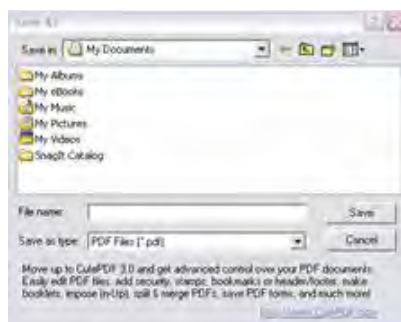 Save As
Save in: My Documents
My Albums
My eBooks
My Music
My Pictures
My Videos
SnagIt Catalog
File name: Save
Save as type: PDF Files (*.pdf) Cancel
Move up to CutePDF 3.0 and get advanced control over your PDF documents.
Easily edit PDF files, add security, stamps, bookmarks or header/footer, make
booklets, impose (n-Up), split & merge PDFs, save PDF forms, and much more!